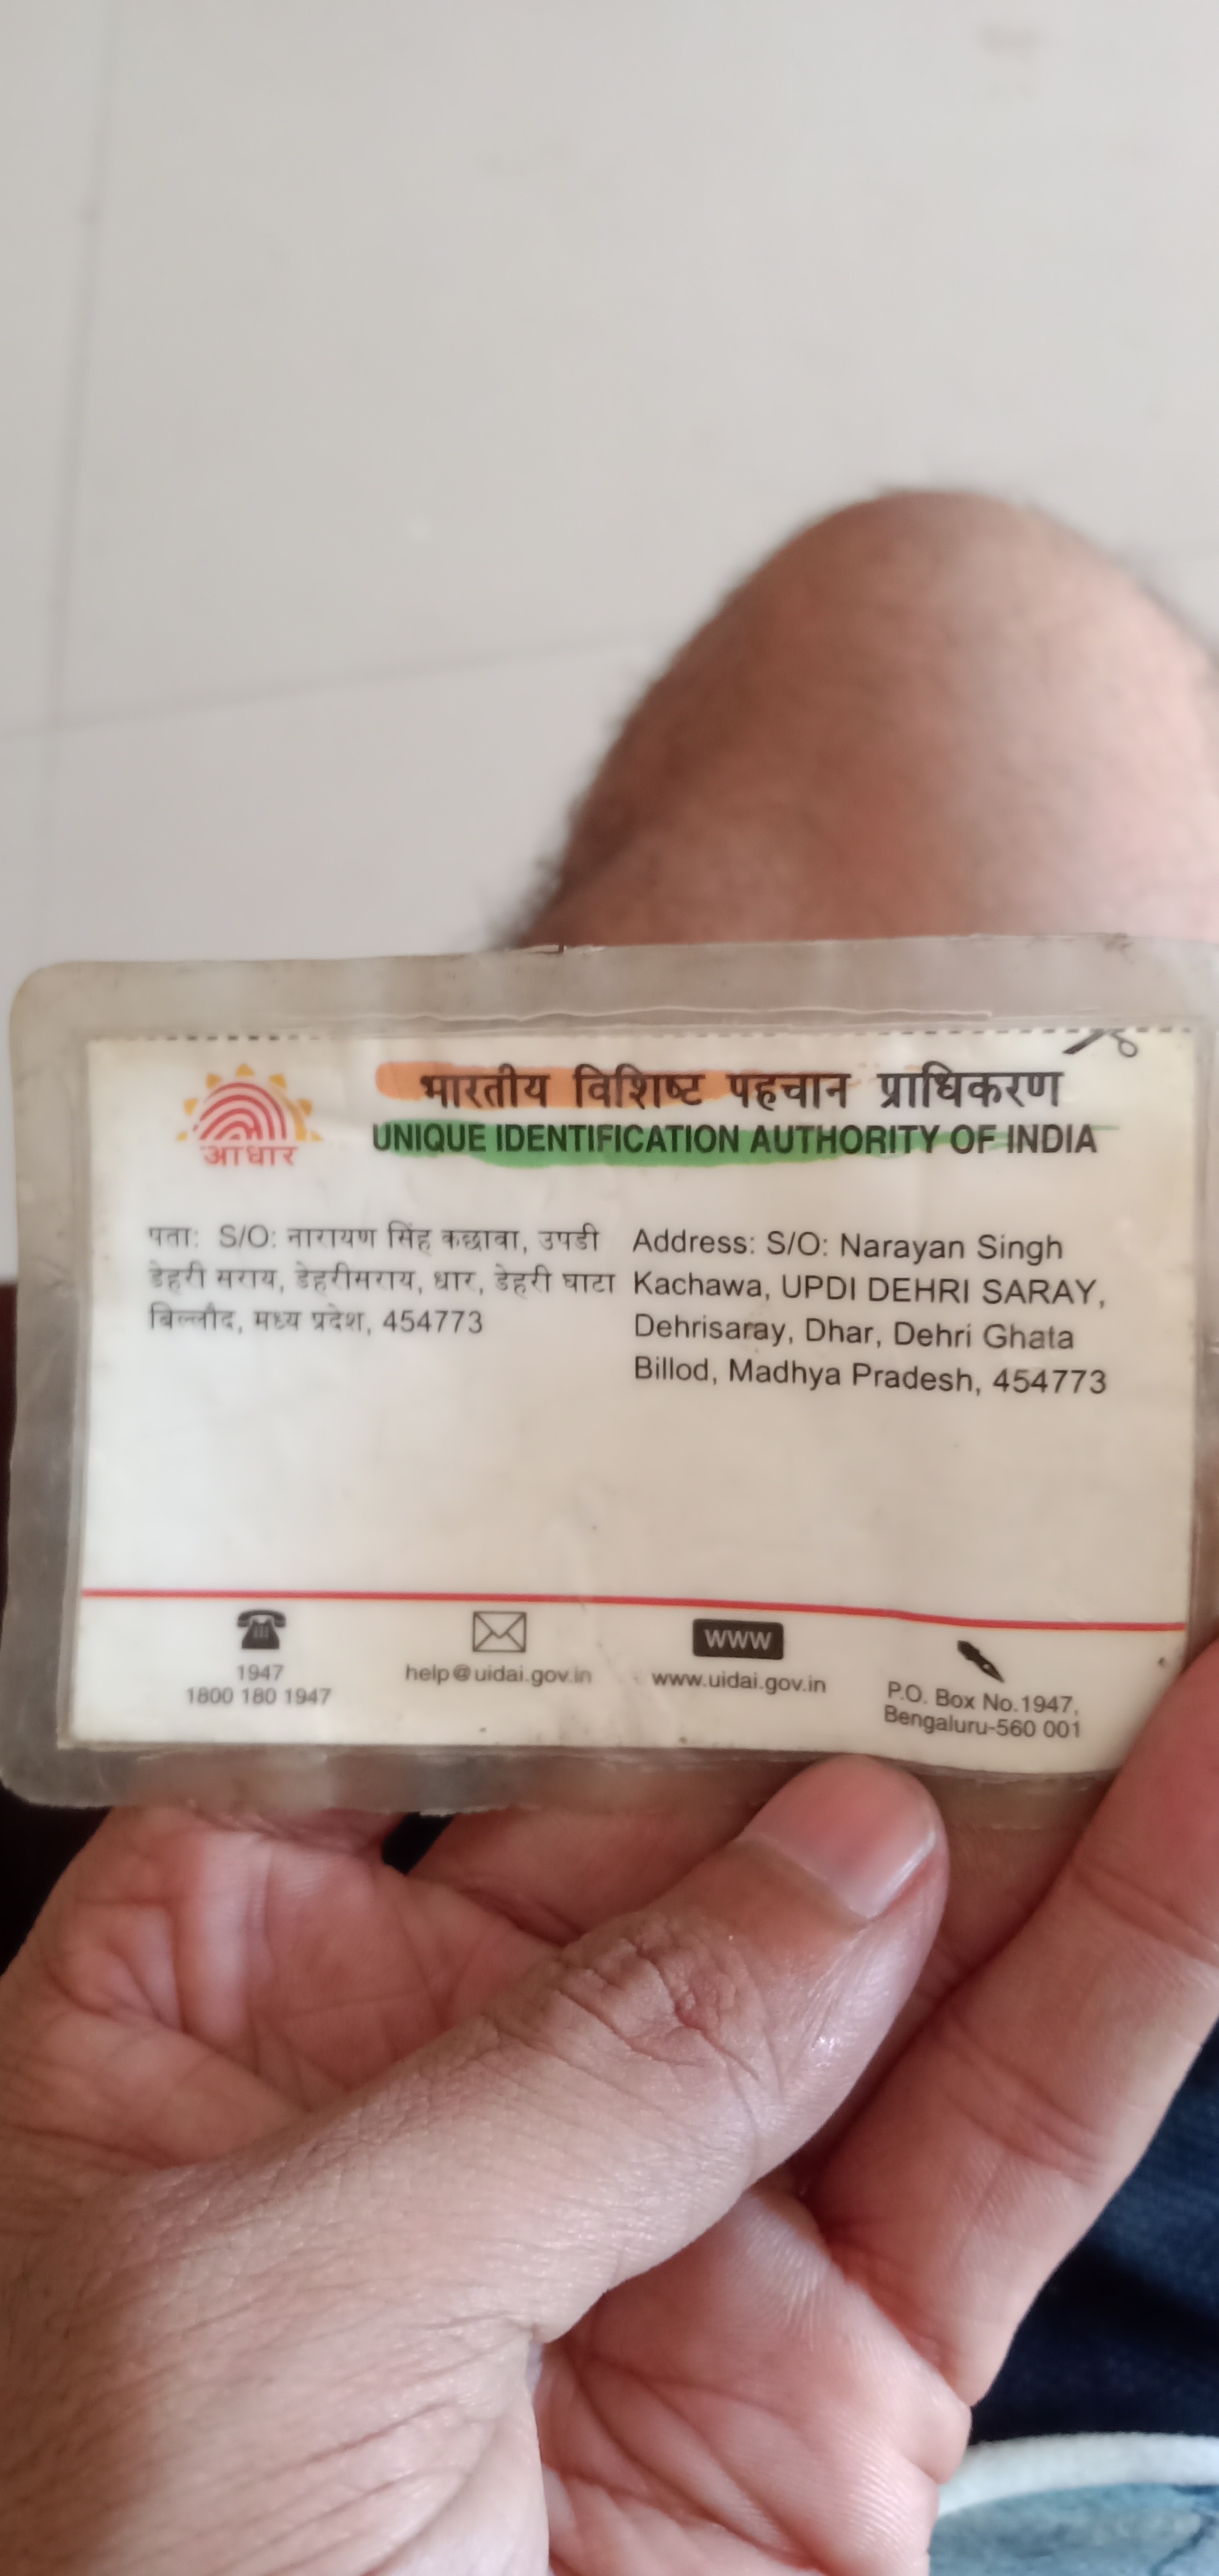 भारतीय विशिष्ट पहचान प्राधिकरण
UNIQUE IDENTIFICATION AUTHORITY OF INDIA
आधार
पता: S/O: नारायण सिंह कछावा, उपडी
डेहरी सराय, डेहरीसराय, धार, डेहरी घाटा
बिल्लौद, मध्य प्रदेश, 454773
Address: S/O: Narayan Singh
Kachawa, UPDI DEHRI SARAY,
Dehrisaray, Dhar, Dehri Ghata
Billod, Madhya Pradesh, 454773
1947
1800 180 1947
help@uidai.gov.in
WWW
www.uidai.gov.in
P.O. Box No.1947,
Bengaluru-560 001